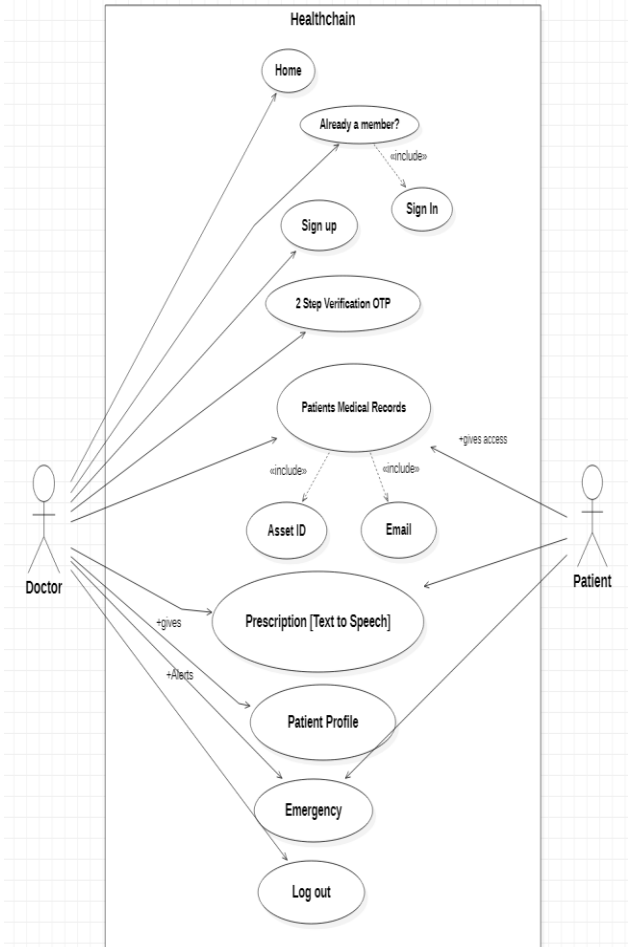 Healthchain
Home
Already a member?
«include»
Sign In
Sign up
2 Step Verification OTP
Patients Medical Records
+gives access
«include»
«include»
Asset ID
Email
Doctor
Patient
Prescription [Text to Speech]
+gives
+Alerts
Patient Profile
Emergency
Log out